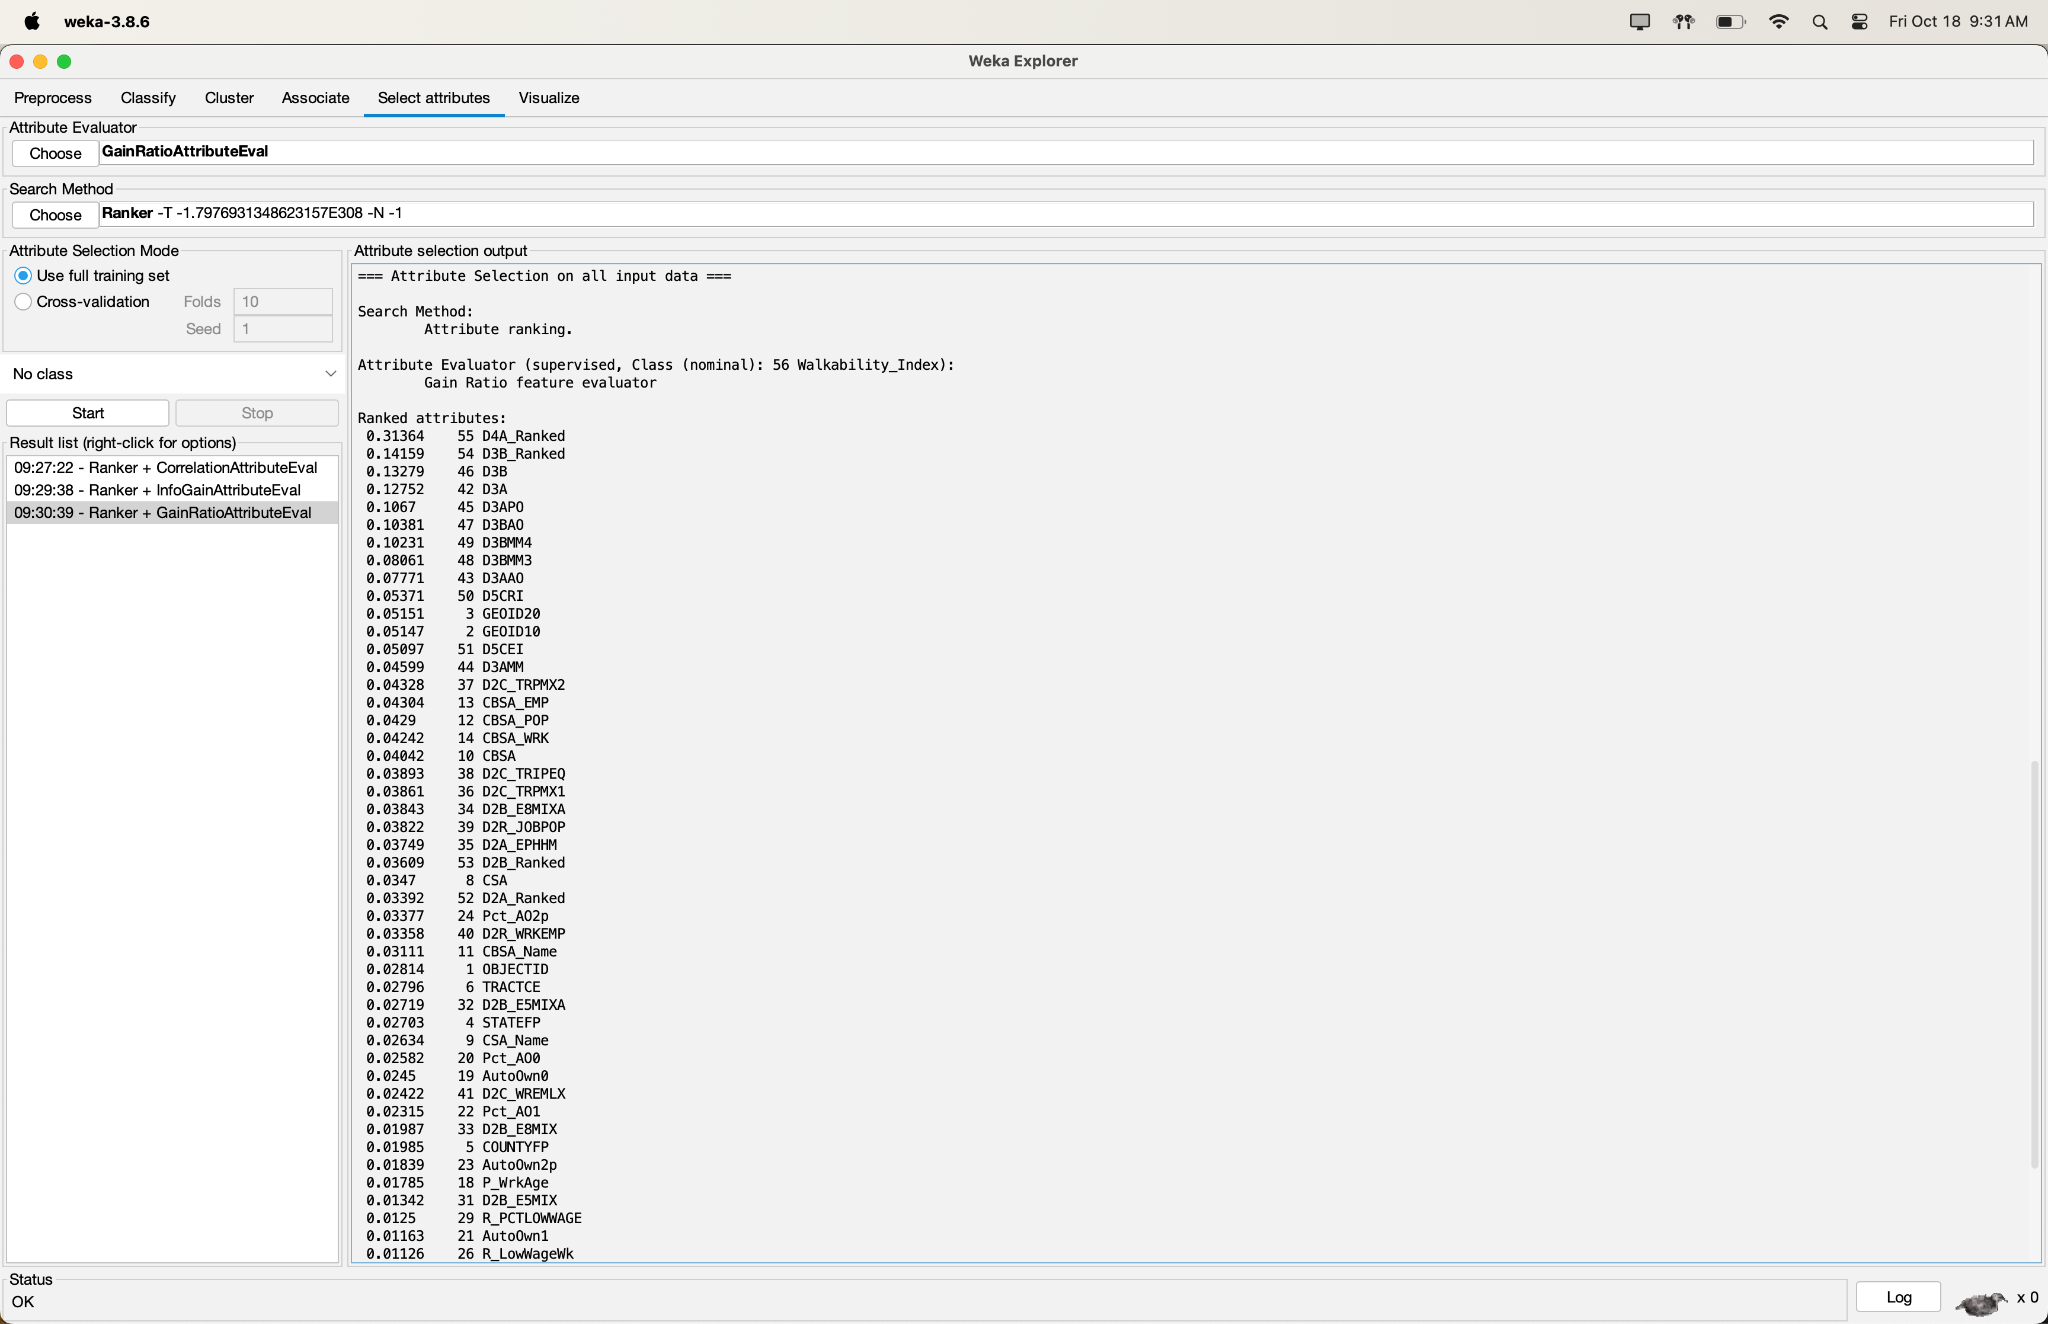 weka-3.8.6
Fri Oct 18 9:31 AM
Weka Explorer
Preprocess Classify Cluster Associate Select attributes Visualize
Attribute Evaluator
Choose GainRatioAttributeEval
Search Method
Choose Ranker -T -1.7976931348623157E308 -N -1
Attribute Selection Mode
Use full training set
Cross-validation Folds 10
Seed 1
No class
Start Stop
Result list (right-click for options)
09:27:22 - Ranker + CorrelationAttributeEval
09:29:38 - Ranker + InfoGainAttributeEval
09:30:39 - Ranker + GainRatioAttributeEval
Attribute selection output
=== Attribute Selection on all input data ===
Search Method:
Attribute ranking.
Attribute Evaluator (supervised, Class (nominal): 56 Walkability_Index):
Gain Ratio feature evaluator
Ranked attributes:
0.31364 55 D4A_Ranked
0.14159 54 D3B_Ranked
0.13279 46 D3B
0.12752 42 D3A
0.1067 45 D3APO
0.10381 47 D3BAO
0.10231 49 D3BMM4
0.08061 48 D3BMM3
0.07771 43 D3AAO
0.05371 50 D5CRI
0.05151 3 GEOID20
0.05147 2 GEOID10
0.05097 51 D5CEI
0.04599 44 D3AMM
0.04328 37 D2C_TRPMX2
0.04304 13 CBSA_EMP
0.0429 12 CBSA_POP
0.04242 14 CBSA_WRK
0.04042 10 CBSA
0.03893 38 D2C_TRIPEQ
0.03861 36 D2C_TRPMX1
0.03843 34 D2B_E8MIXA
0.03822 39 D2R_JOBPOP
0.03749 35 D2A_EPHHM
0.03609 53 D2B_Ranked
0.0347 8 CSA
0.03392 52 D2A_Ranked
0.03377 24 Pct_AO2p
0.03358 40 D2R_WRKEMP
0.03111 11 CBSA_Name
0.02814 1 OBJECTID
0.02796 6 TRACTCE
0.02719 32 D2B_E5MIXA
0.02703 4 STATEFP
0.02634 9 CSA_Name
0.02582 20 Pct_AO0
0.0245 19 AutoOwn0
0.02422 41 D2C_WREMLX
0.02315 22 Pct_AO1
0.01987 33 D2B_E8MIX
0.01985 5 COUNTYFP
0.01839 23 AutoOwn2p
0.01785 18 P_WrkAge
0.01342 31 D2B_E5MIX
0.0125 29 R_PCTLOWWAGE
0.01163 21 AutoOwn1
0.01126 26 R_LowWageWk
Status
OK
Log x 0